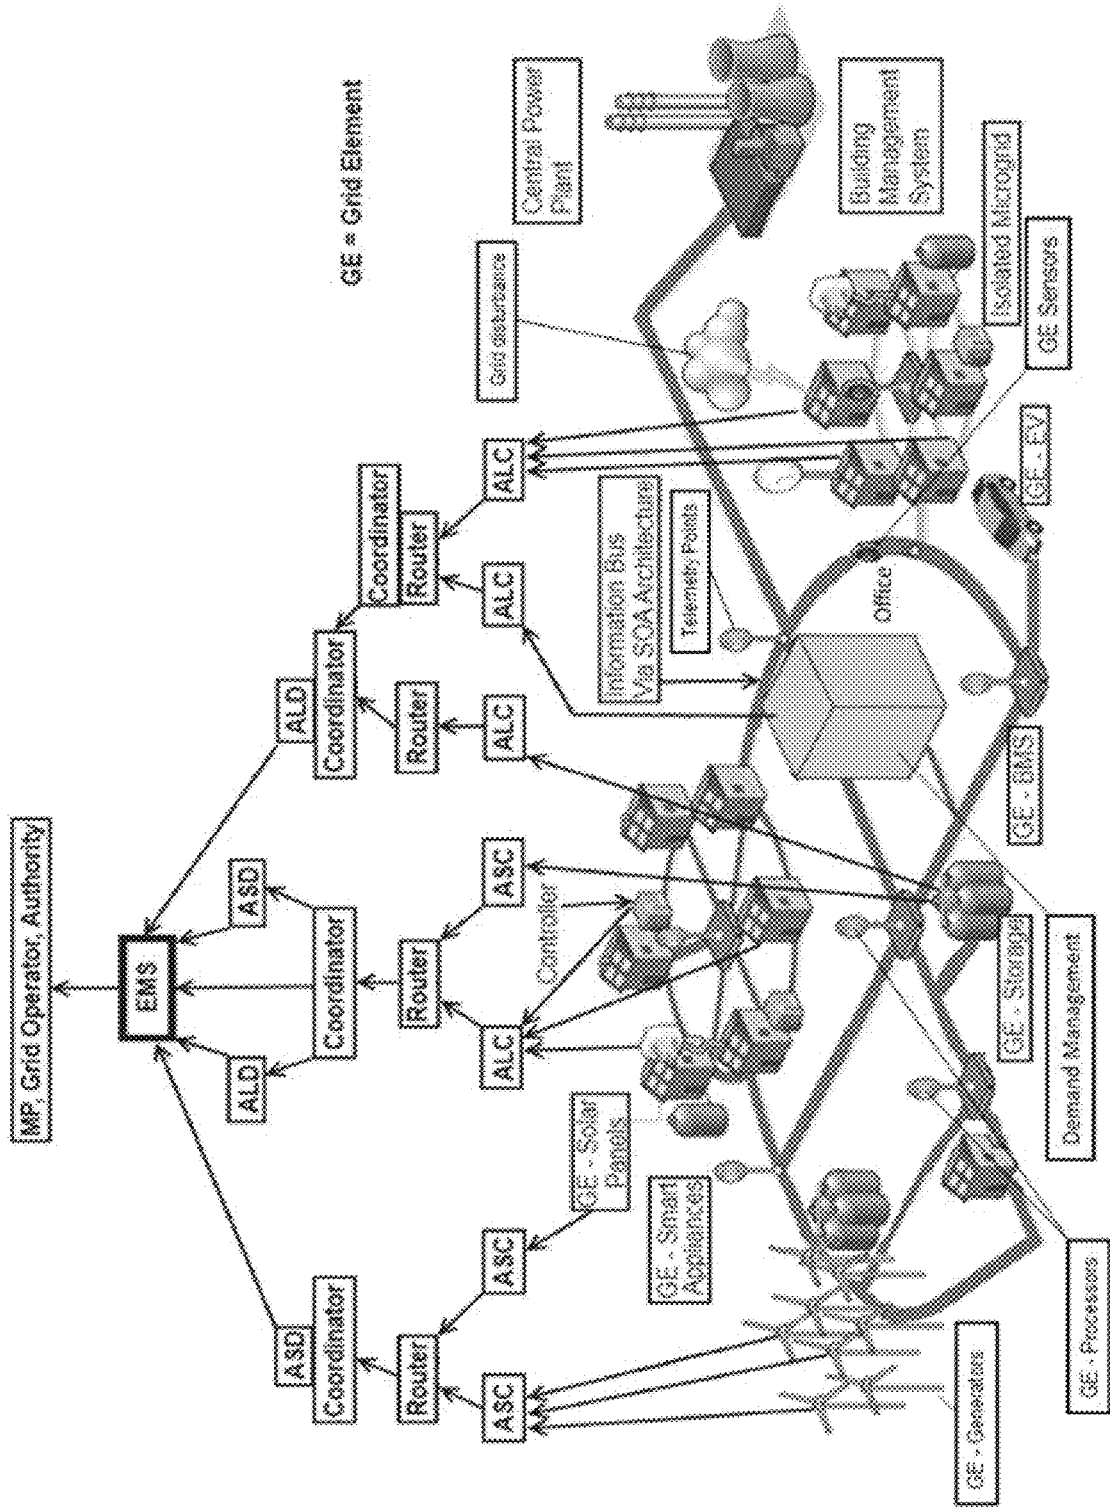 MP, Grid Operator, Authority
EMS
ASD
Coordinator
ALD
ASD
Coordinator
ALD
Coordinator
GE = Grid Element
Router
Router
Router
Coordinator
Router
ASC
ASC
ALC
ASC
ALC
ALC
ALC
Controller
Grid disturbance
Central Power
Plant
GE - Solar
Panels
Information Bus
Via SOA Architecture
GE - Smart
Appliances
Telemetry Points
Building
Management
System
Office
GE - Generators
GE - Storage
GE - BMS
GE - EV
Isolated Microgrid
GE Sensors
GE - Processors
Demand Management